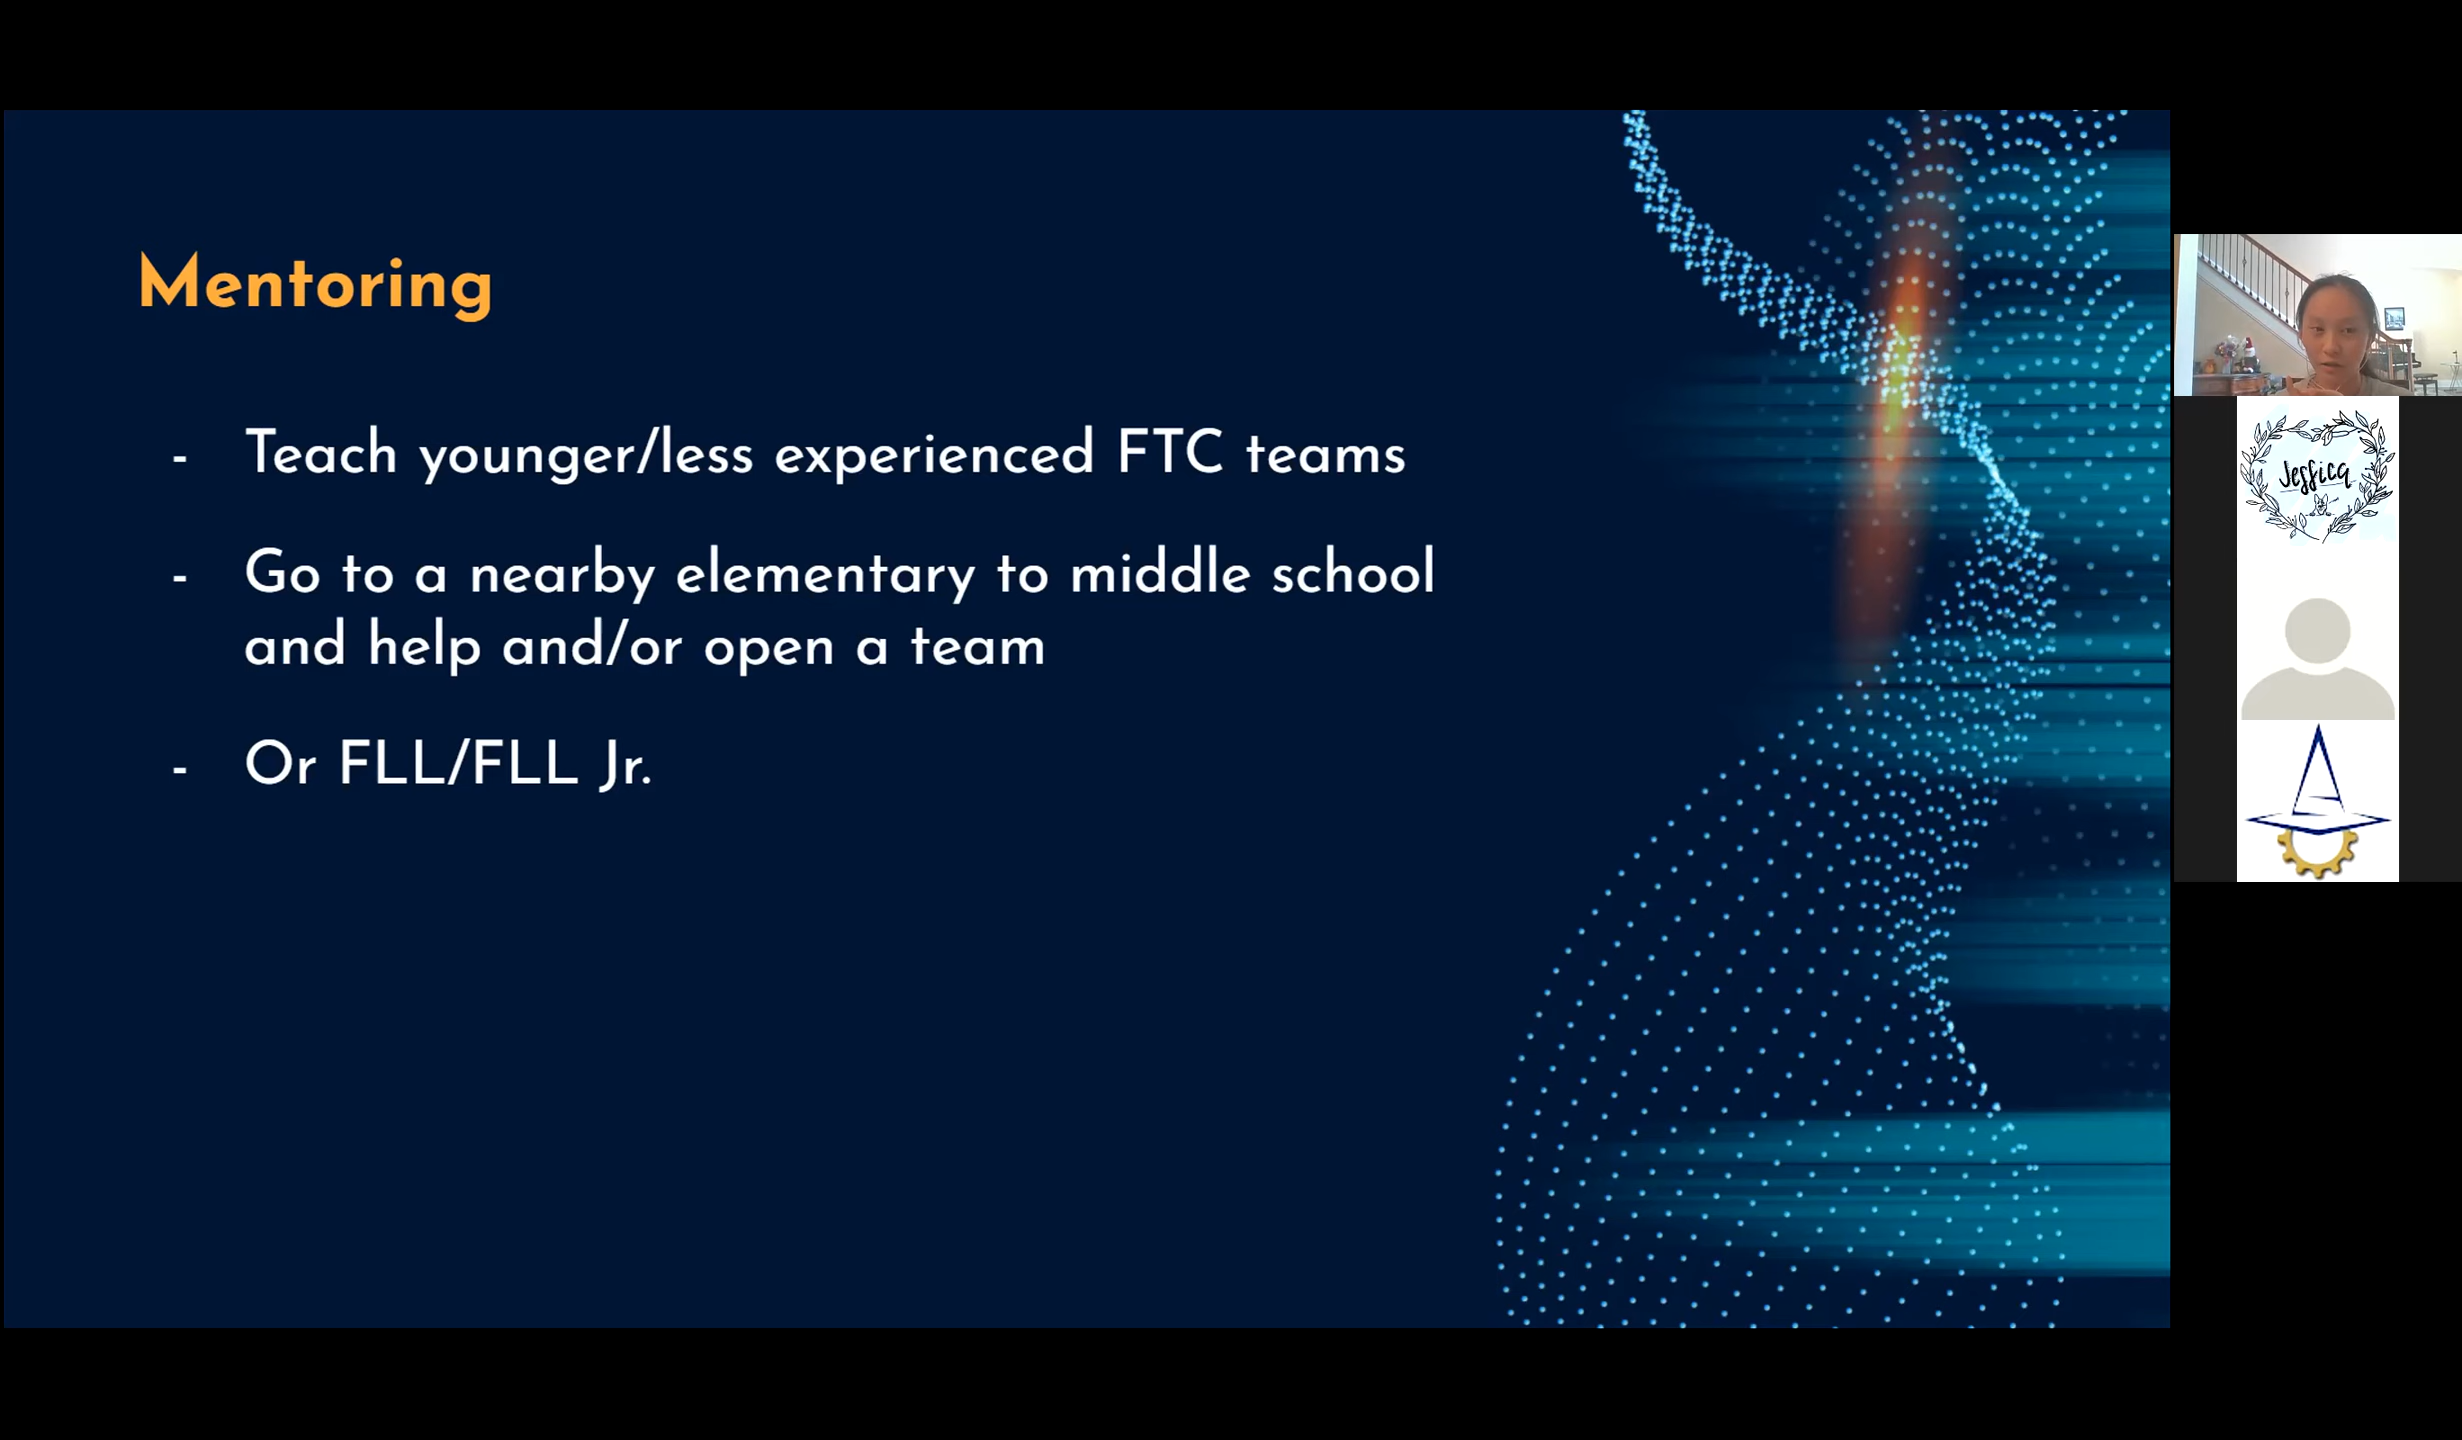 Mentoring
- Teach younger/less experienced FTC teams
- Go to a nearby elementary to middle school
and help and/or open a team
- Or FLL/FLL Jr.
Jessica